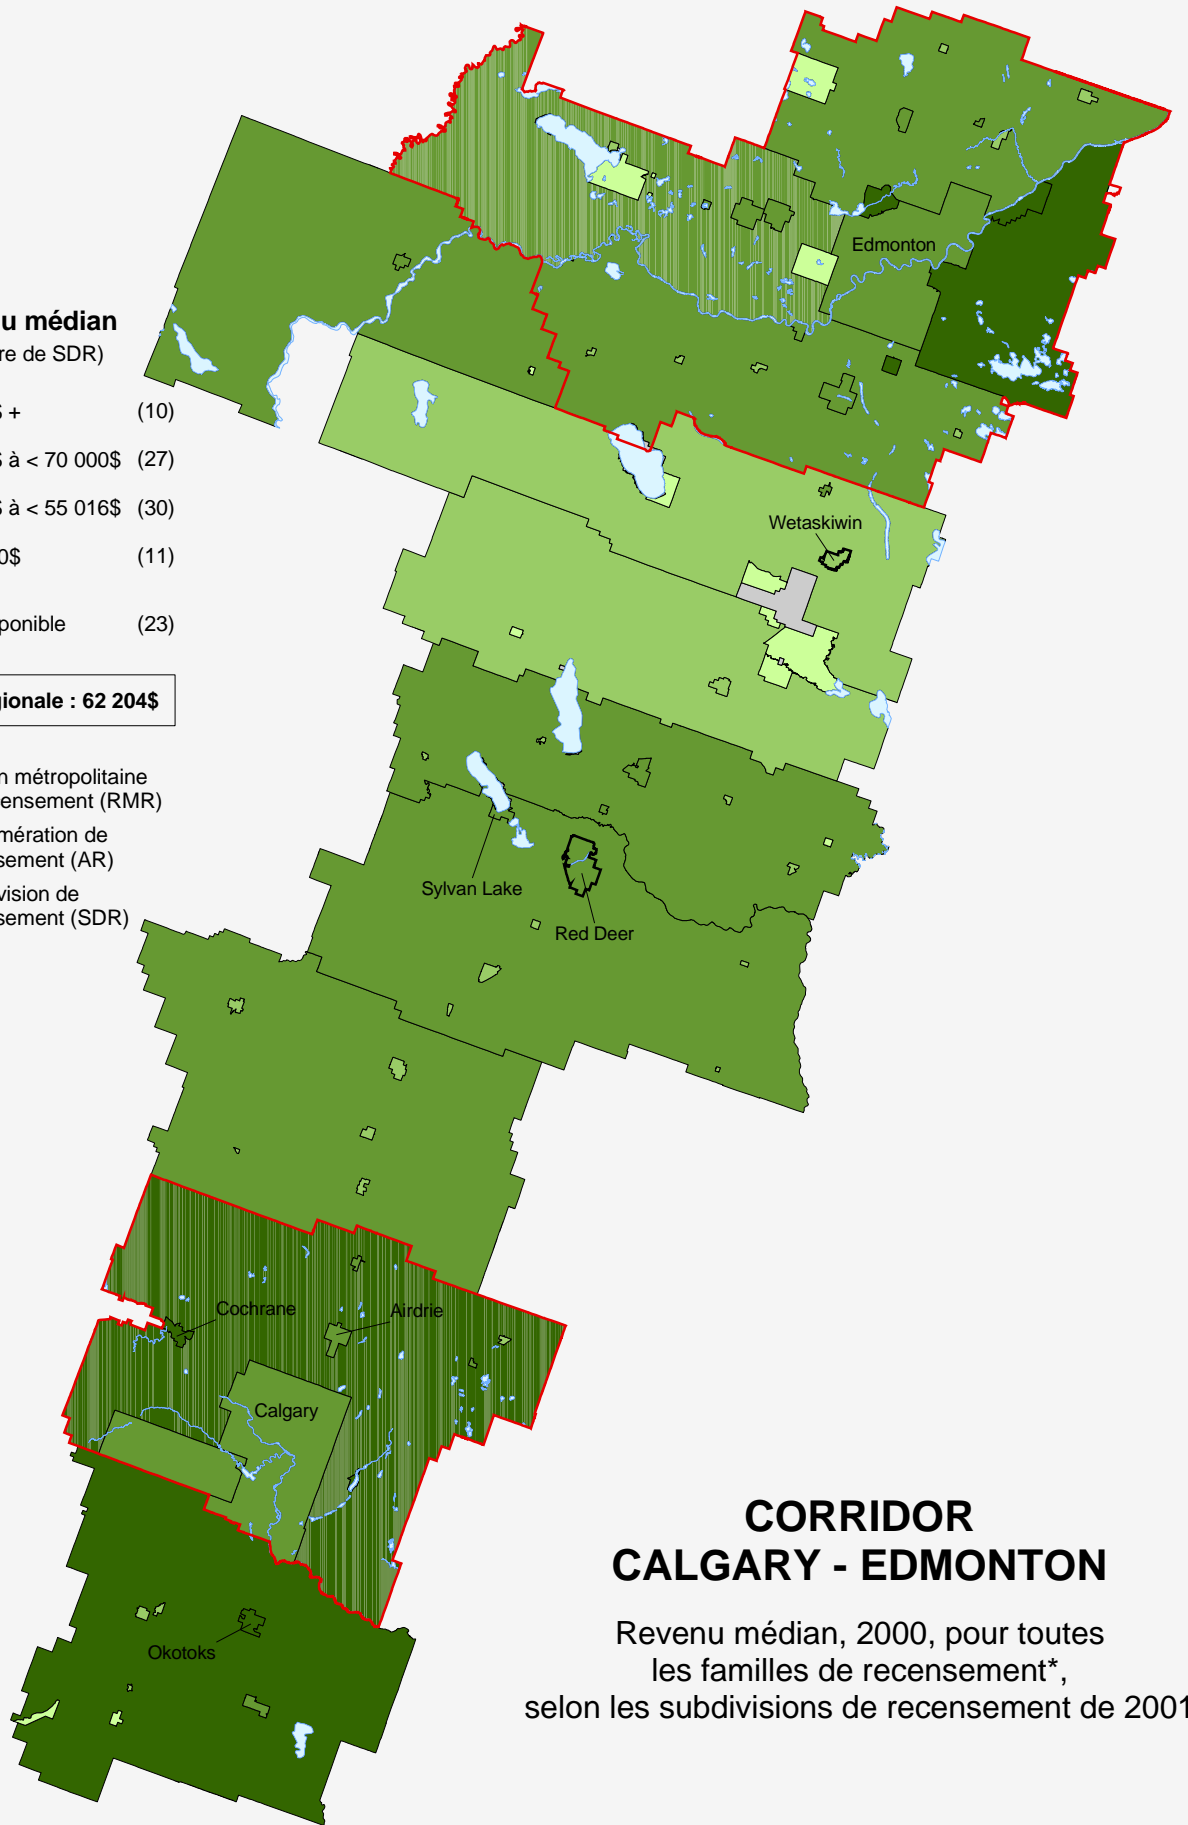 u médian
re de SDR)
$ + (10)
$ à < 70 000$ (27)
$ à < 55 016$ (30)
0$ (11)
ponible (23)
gionale : 62 204$
n métropolitaine
ensement (RMR)
mération de
sement (AR)
vision de
sement (SDR)
Edmonton
Wetaskiwin
Sylvan Lake
Red Deer
Cochrane
Airdrie
Calgary
Okotoks
CORRIDOR
CALGARY - EDMONTON
Revenu médian, 2000, pour toutes
les familles de recensement*,
selon les subdivisions de recensement de 2001